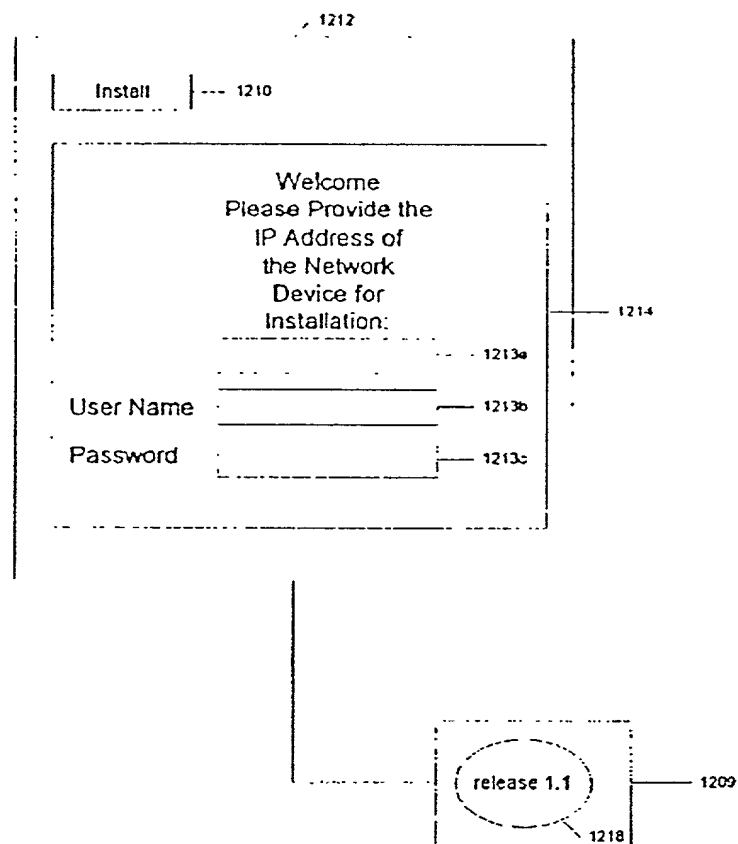 1212
Install
1210
Welcome
Please Provide the
IP Address of
the Network
Device for
Installation:
1214
1213a
User Name
1213b
Password
1213c
release 1.1
1209
1218